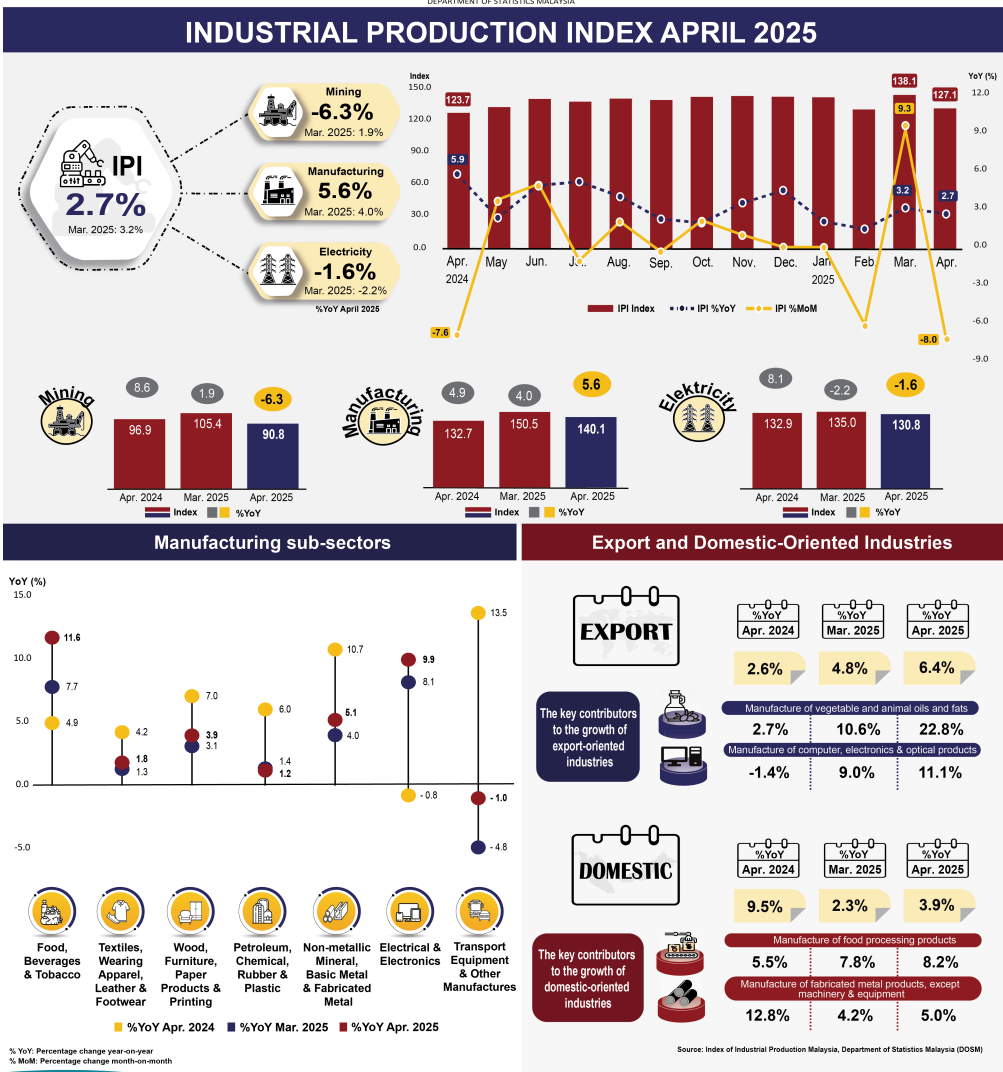 DEPARTMENT OF STATISTICS MALAYSIA
INDUSTRIAL PRODUCTION INDEX APRIL 2025
IPI
2.7%
Mar. 2025: 3.2%
Mining
-6.3%
Mar. 2025: 1.9%
Manufacturing
5.6%
Mar. 2025: 4.0%
Electricity
-1.6%
Mar. 2025: -2.2%
%YoY April 2025
Index
YoY (%)
150.0
120.0
90.0
60.0
30.0
0.0
12.0
9.0
6.0
3.0
0.0
-3.0
-6.0
-9.0
123.7
138.1
127.1
5.9
9.3
3.2
2.7
-7.6
-8.0
Apr. May Jun. Aug. Sep. Oct. Nov. Dec. Jan Feb. Mar. Apr.
2024 2025
IPI Index IPI %YoY IPI %MoM
Mining
8.6 1.9 -6.3
96.9 105.4 90.8
Apr. 2024 Mar. 2025 Apr. 2025
Index %YoY
Manufacturing
4.9 4.0 5.6
132.7 150.5 140.1
Apr. 2024 Mar. 2025 Apr. 2025
Index %YoY
Elektricity
8.1 -2.2 -1.6
132.9 135.0 130.8
Apr. 2024 Mar. 2025 Apr. 2025
Index %YoY
Manufacturing sub-sectors
YoY (%)
15.0
10.0
5.0
0.0
-5.0
11.6
7.7
4.9
4.2
1.8
1.3
7.0
3.9
3.1
6.0
1.4
1.2
10.7
5.1
4.0
9.9
8.1
- 0.8
13.5
- 1.0
- 4.8
Food,
Beverages
& Tobacco
Textiles,
Wearing
Apparel,
Leather &
Footwear
Wood,
Furniture,
Paper
Products &
Printing
Petroleum,
Chemical,
Rubber &
Plastic
Non-metallic
Mineral,
Basic Metal
& Fabricated
Metal
Electrical &
Electronics
Transport
Equipment
& Other
Manufactures
%YoY Apr. 2024 %YoY Mar. 2025 %YoY Apr. 2025
% YoY: Percentage change year-on-year
% MoM: Percentage change month-on-month
Export and Domestic-Oriented Industries
EXPORT
%YoY
Apr. 2024
%YoY
Mar. 2025
%YoY
Apr. 2025
2.6% 4.8% 6.4%
The key contributors
to the growth of
export-oriented
industries
Manufacture of vegetable and animal oils and fats
2.7% 10.6% 22.8%
Manufacture of computer, electronics & optical products
-1.4% 9.0% 11.1%
DOMESTIC
%YoY
Apr. 2024
%YoY
Mar. 2025
%YoY
Apr. 2025
9.5% 2.3% 3.9%
The key contributors
to the growth of
domestic-oriented
industries
Manufacture of food processing products
5.5% 7.8% 8.2%
Manufacture of fabricated metal products, except
machinery & equipment
12.8% 4.2% 5.0%
Source: Index of Industrial Production Malaysia, Department of Statistics Malaysia (DOSM)